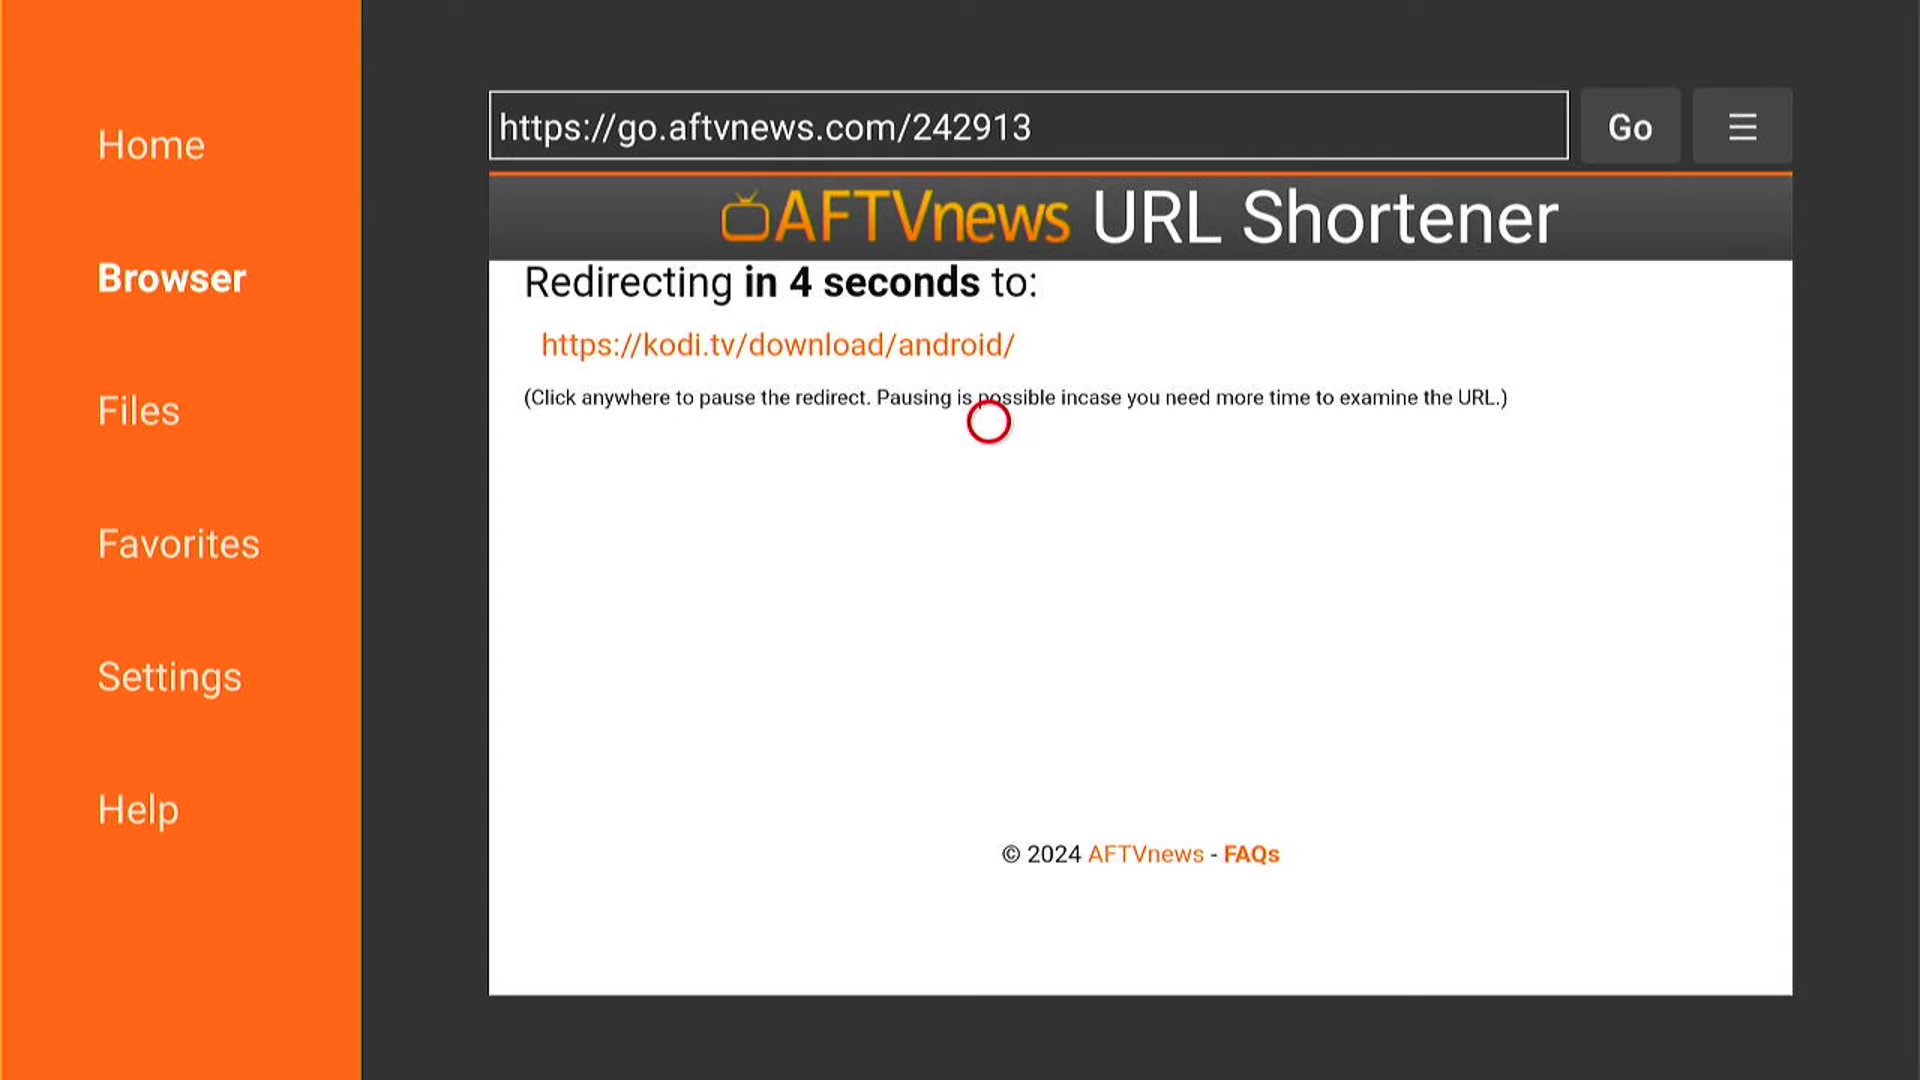 Home
Browser
Files
Favorites
Settings
Help
https://go.aftvnews.com/242913
Go
AFTVnews URL Shortener
Redirecting in 4 seconds to:
https://kodi.tv/download/android/
(Click anywhere to pause the redirect. Pausing is possible incase you need more time to examine the URL.)
© 2024 AFTVnews - FAQs